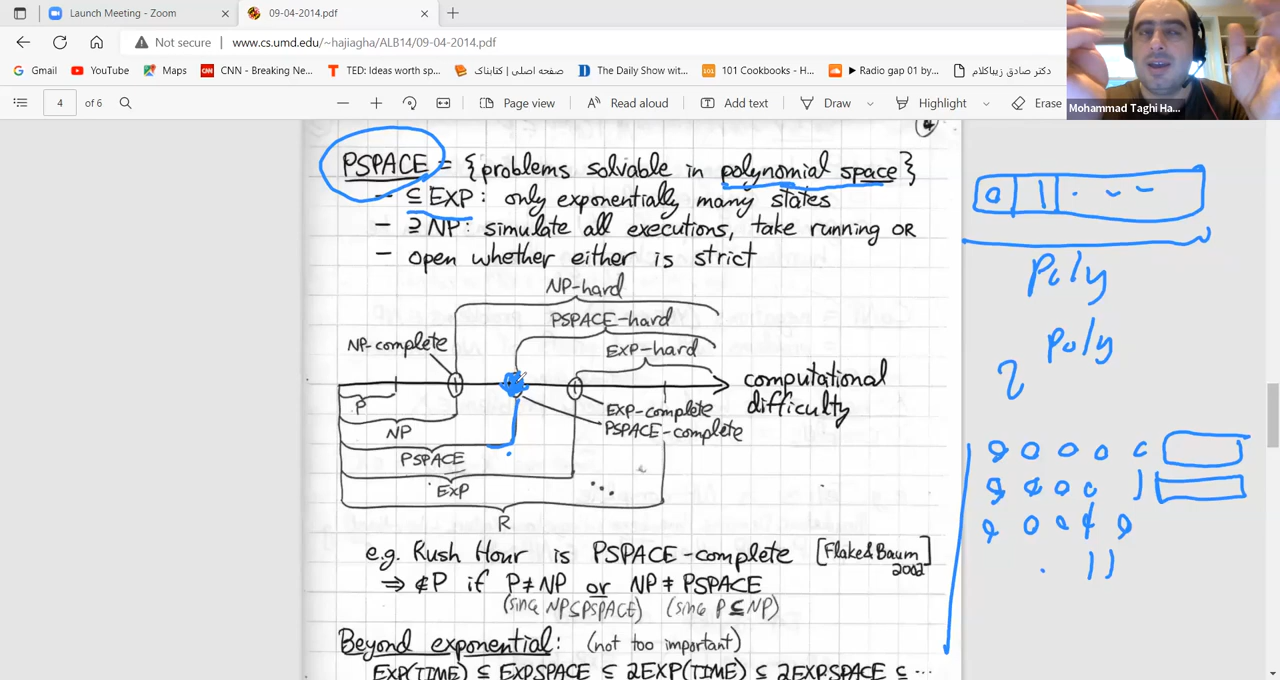 Launch Meeting - Zoom
09-04-2014.pdf
Not secure
www.cs.umd.edu/~hajiagha/ALB14/09-04-2014.pdf
Gmail
YouTube
Maps
CNN - Breaking Ne...
TED: Ideas worth sp...
صفحه اصلی | کتابناک
The Daily Show wit...
101 Cookbooks - H...
Radio gap 01 by...
دکتر صادق زیباکلام
4 of 6
Page view
Read aloud
Add text
Draw
Highlight
Erase
Mohammad Taghi Ha...
4
PSPACE = {problems solvable in polynomial space}
- ⊆ EXP: only exponentially many states
- ⊇ NP: simulate all executions, take running OR
- open whether either is strict
NP-hard
PSPACE-hard
NP-complete
EXP-hard
computational
difficulty
P
EXP-complete
NP
PSPACE-complete
PSPACE
EXP
R
e.g. Rush Hour is PSPACE-complete [Flake & Baum 2002]
⇒ ∉ P if P ≠ NP or NP ≠ PSPACE
(sinc NP ⊆ PSPACE) (sinc P ⊆ NP)
Beyond exponential: (not too important)
EXP(TIME) ⊆ EXPSPACE ⊆ 2EXP(TIME) ⊆ 2EXPSPACE ⊆ ...
0 1 . - -
Poly
2 Poly